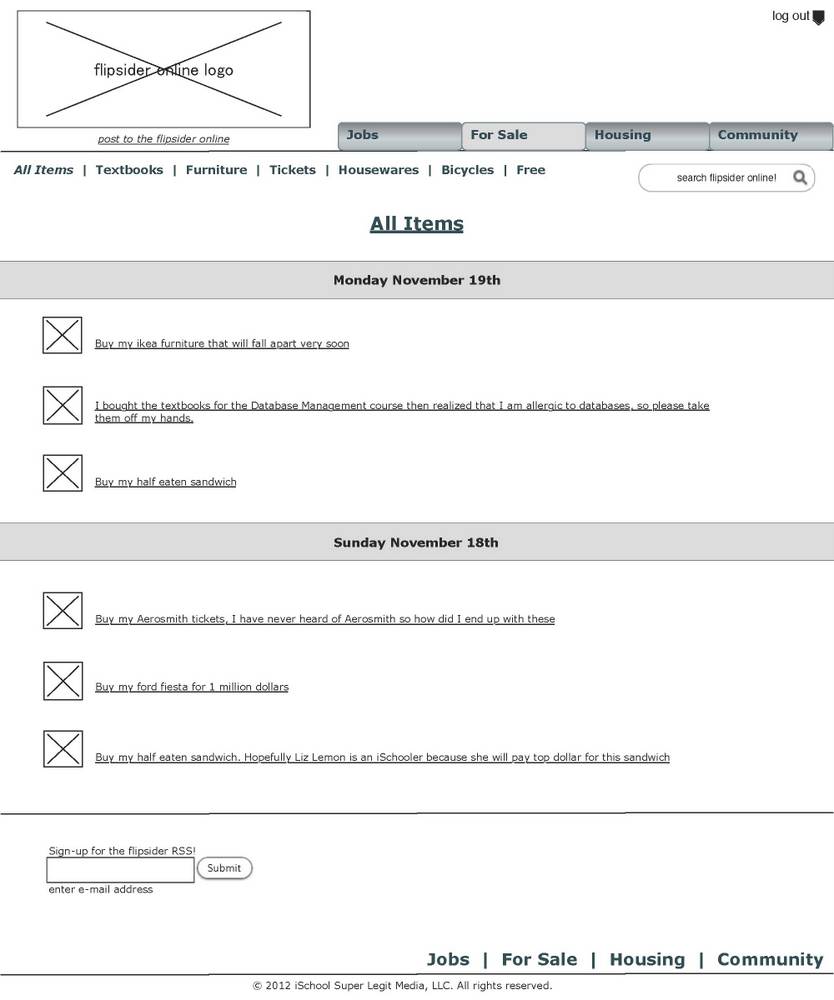 log out
flipsider online logo
post to the flipsider online
Jobs
For Sale
Housing
Community
All Items | Textbooks | Furniture | Tickets | Housewares | Bicycles | Free
search flipsider online!
All Items
Monday November 19th
Buy my ikea furniture that will fall apart very soon
I bought the textbooks for the Database Management course then realized that I am allergic to databases, so please take
them off my hands.
Buy my half eaten sandwich
Sunday November 18th
Buy my Aerosmith tickets, I have never heard of Aerosmith so how did I end up with these
Buy my ford fiesta for 1 million dollars
Buy my half eaten sandwich. Hopefully Liz Lemon is an iSchooler because she will pay top dollar for this sandwich
Sign-up for the flipsider RSS!
Submit
enter e-mail address
Jobs | For Sale | Housing | Community
© 2012 iSchool Super Legit Media, LLC. All rights reserved.